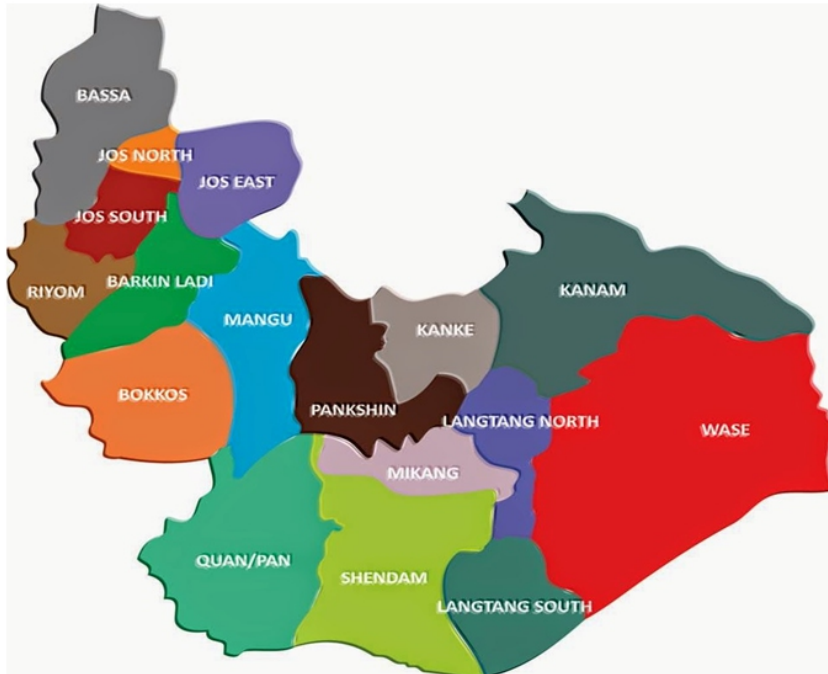 BASSA
JOS NORTH
JOS EAST
JOS SOUTH
RIYOM
BARKIN LADI
KANAM
MANGU
KANKE
BOKKOS
PANKSHIN
LANGTANG NORTH
WASE
MIKANG
QUAN/PAN
SHENDAM
LANGTANG SOUTH